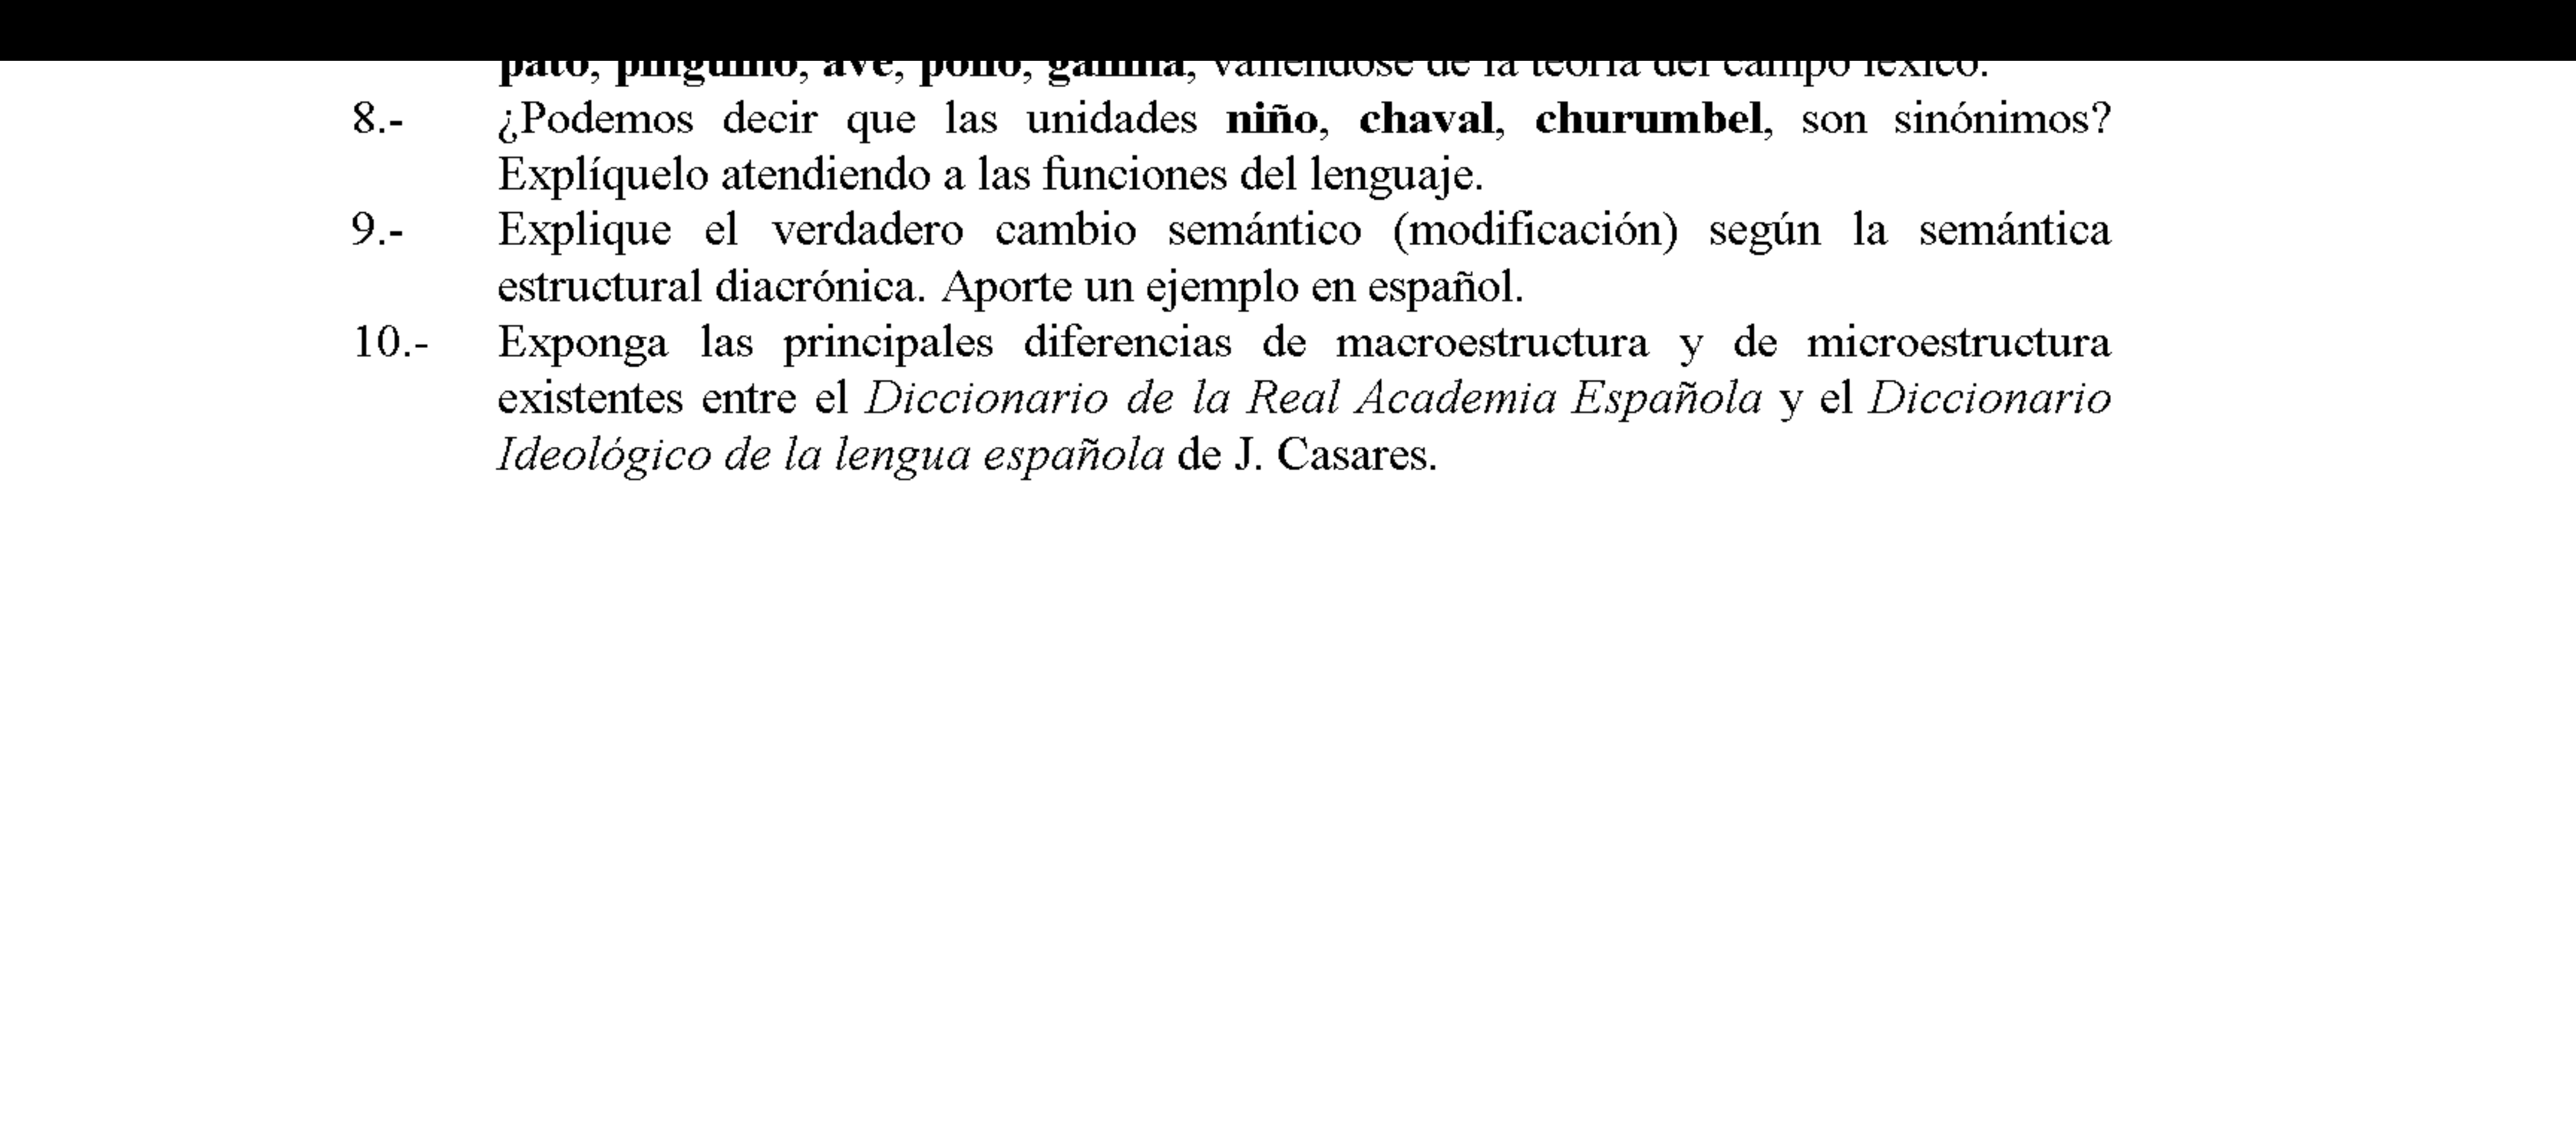 pato, pingüino, ave, pollo, gallina, valiéndose de la teoría del campo léxico.
8.- ¿Podemos decir que las unidades niño, chaval, churumbel, son sinónimos?
Explíquelo atendiendo a las funciones del lenguaje.
9.- Explique el verdadero cambio semántico (modificación) según la semántica
estructural diacrónica. Aporte un ejemplo en español.
10.- Exponga las principales diferencias de macroestructura y de microestructura
existentes entre el Diccionario de la Real Academia Española y el Diccionario
Ideológico de la lengua española de J. Casares.